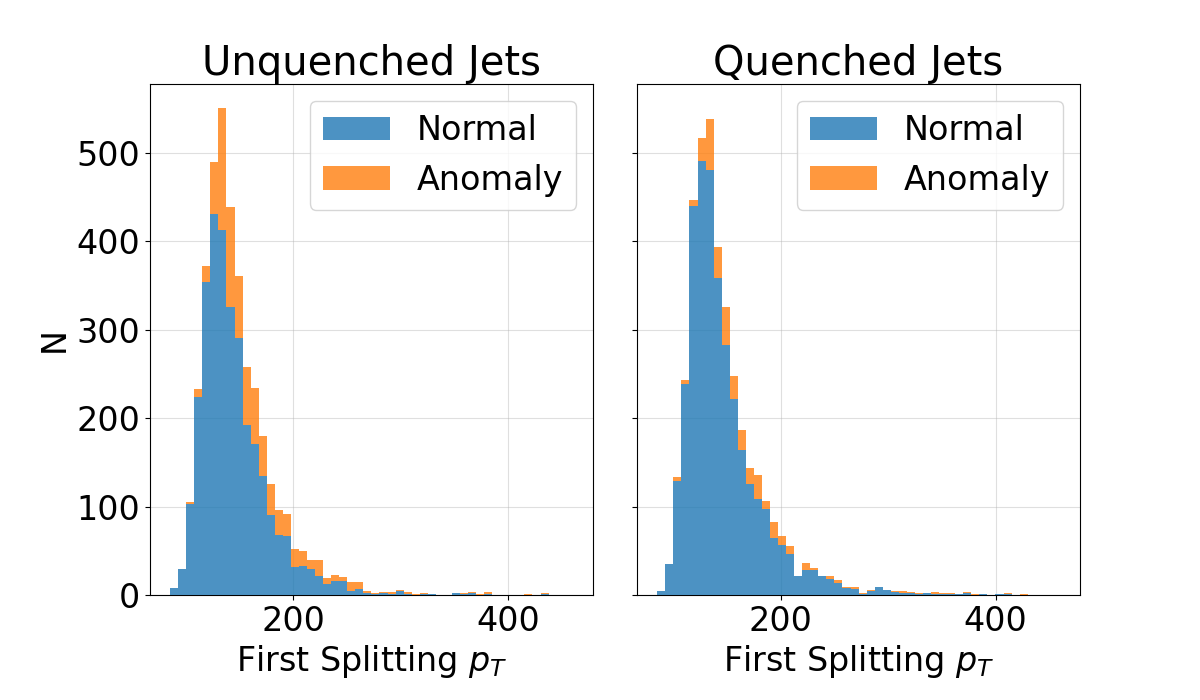 Unquenched Jets
Quenched Jets
Normal
Anomaly
Normal
Anomaly
N
500
400
300
200
100
0
200
400
200
400
First Splitting p_T
First Splitting p_T